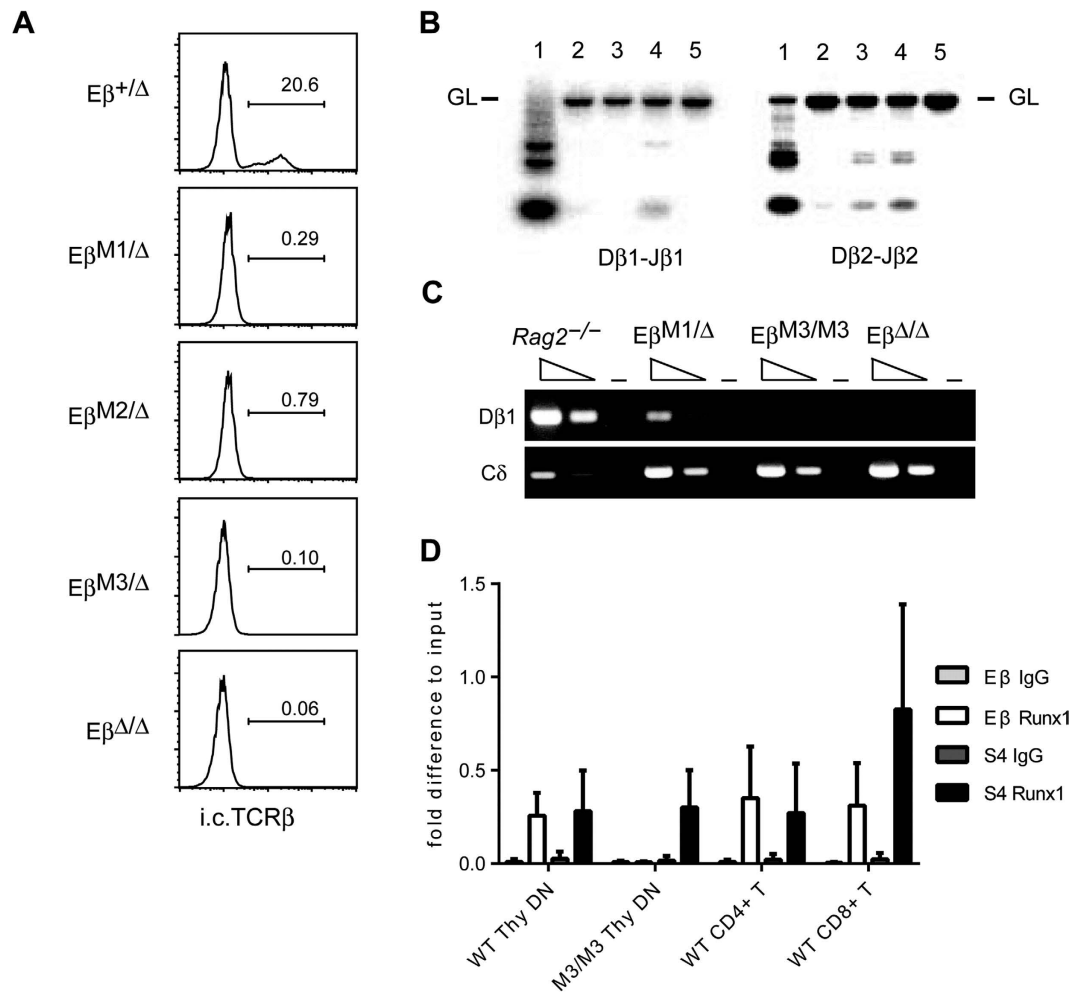 A
Eβ+/Δ
20.6
EβM1/Δ
0.29
EβM2/Δ
0.79
EβM3/Δ
0.10
EβΔ/Δ
0.06
i.c.TCRβ
B
1 2 3 4 5 1 2 3 4 5
GL – – GL
Dβ1-Jβ1 Dβ2-Jβ2
C
Rag2–/– EβM1/Δ EβM3/M3 EβΔ/Δ
– – – –
Dβ1
Cδ
D
fold difference to input
1.5
1.0
0.5
0.0
WT Thy DN
M3/M3 Thy DN
WT CD4+ T
WT CD8+ T
Eβ IgG
Eβ Runx1
S4 IgG
S4 Runx1